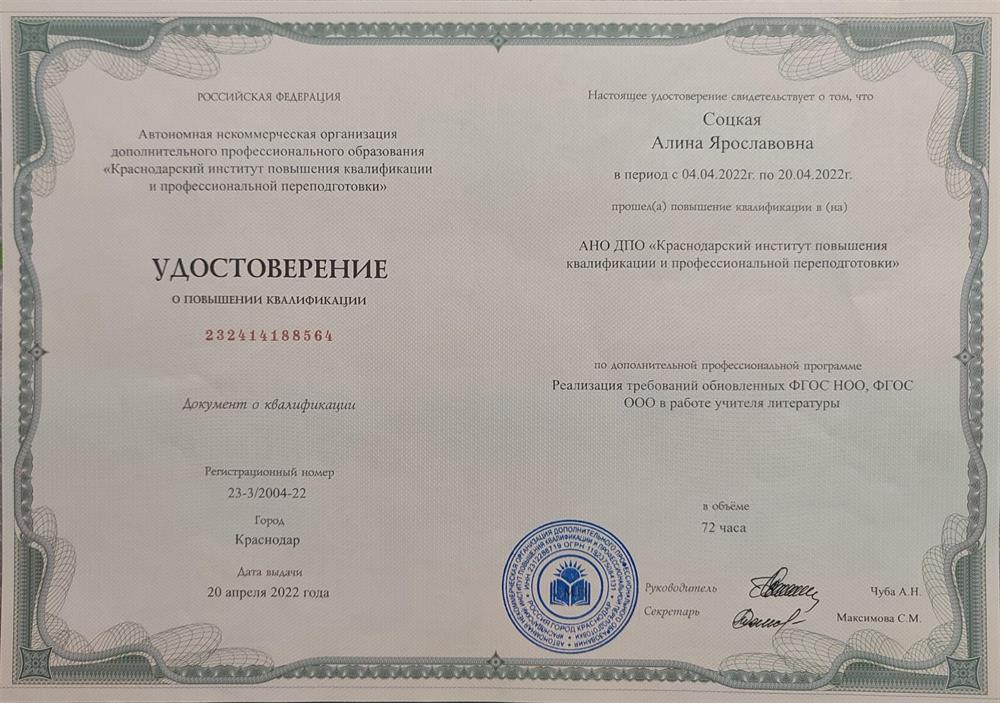 РОССИЙСКАЯ ФЕДЕРАЦИЯ
Автономная некоммерческая организация
дополнительного профессионального образования
«Краснодарский институт повышения квалификации
и профессиональной переподготовки»
УДОСТОВЕРЕНИЕ
О ПОВЫШЕНИИ КВАЛИФИКАЦИИ
232414188564
Документ о квалификации
Регистрационный номер
23-3/2004-22
Город
Краснодар
Дата выдачи
20 апреля 2022 года
Настоящее удостоверение свидетельствует о том, что
Соцкая
Алина Ярославовна
в период с 04.04.2022г. по 20.04.2022г.
прошел(а) повышение квалификации в (на)
АНО ДПО «Краснодарский институт повышения
квалификации и профессиональной переподготовки»
по дополнительной профессиональной программе
Реализация требований обновленных ФГОС НОО, ФГОС
ООО в работе учителя литературы
в объёме
72 часа
Руководитель
Чуба А.Н.
Секретарь
Максимова С.М.
РОССИЯ ГОРОД КРАСНОДАР